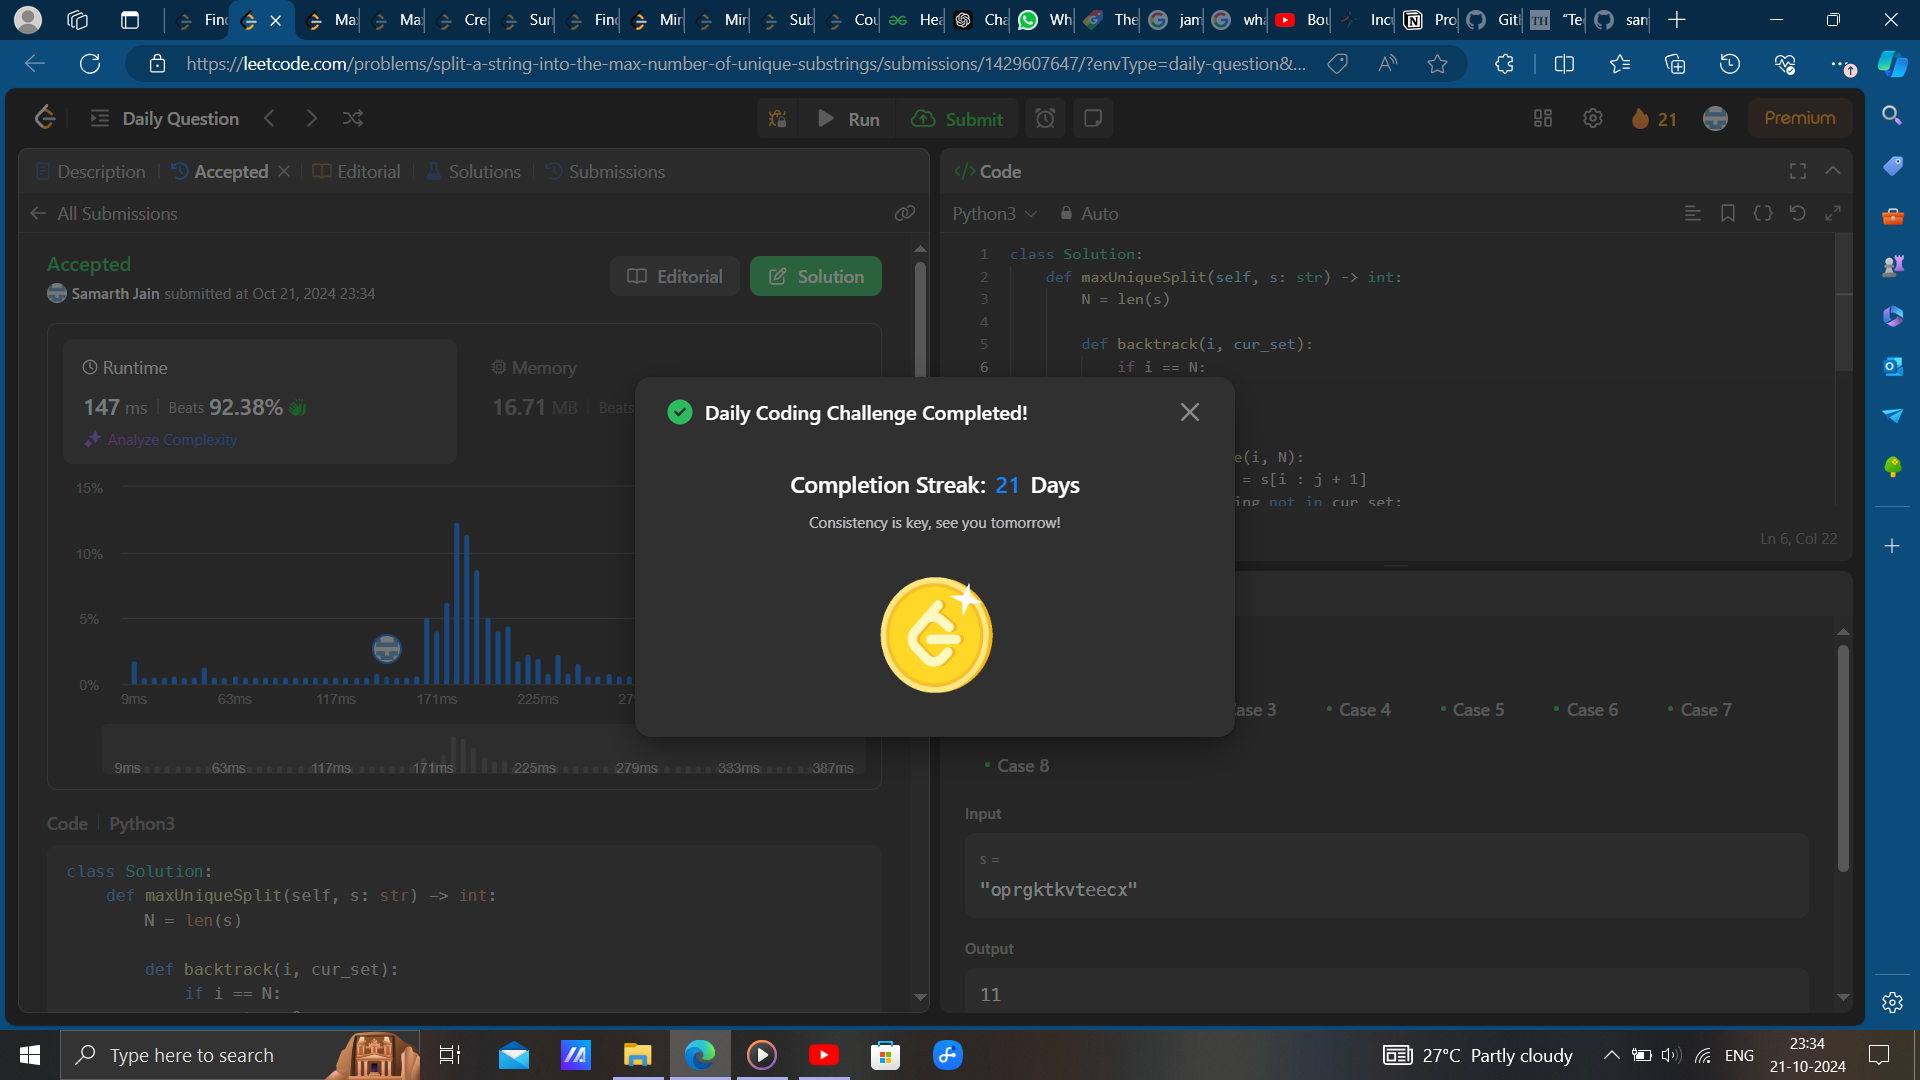 Fin
Ma
Ma
Cre
Sur
Fin
Mir
Mir
Sub
Cou
Hea
Cha
Wh
The
jam
wha
Bou
Inc
Pro
Gitl
"Te
san
https://leetcode.com/problems/split-a-string-into-the-max-number-of-unique-substrings/submissions/1429607647/?envType=daily-question&...
Daily Question
Run
Submit
21
Premium
Description
Accepted
Editorial
Solutions
Submissions
All Submissions
Accepted
Samarth Jain submitted at Oct 21, 2024 23:34
Editorial
Solution
Runtime
147 ms
Beats 92.38%
Analyze Complexity
Memory
16.71 MB
Beats
15%
10%
5%
0%
9ms 63ms 117ms 171ms 225ms 27
9ms 63ms 117ms 171ms 225ms 279ms 333ms 387ms
Code
Python3
class Solution:
def maxUniqueSplit(self, s: str) -> int:
N = len(s)
def backtrack(i, cur_set):
if i == N:
Daily Coding Challenge Completed!
Completion Streak: 21 Days
Consistency is key, see you tomorrow!
</> Code
Python3
Auto
1 class Solution:
2 def maxUniqueSplit(self, s: str) -> int:
3 N = len(s)
4
5 def backtrack(i, cur_set):
6 if i == N:
e(i, N):
= s[i : j + 1]
ing not in cur_set:
Ln 6, Col 22
ase 3
Case 4
Case 5
Case 6
Case 7
Case 8
Input
s =
"oprgktkvteecx"
Output
11
Type here to search
27°C Partly cloudy
ENG
23:34
21-10-2024